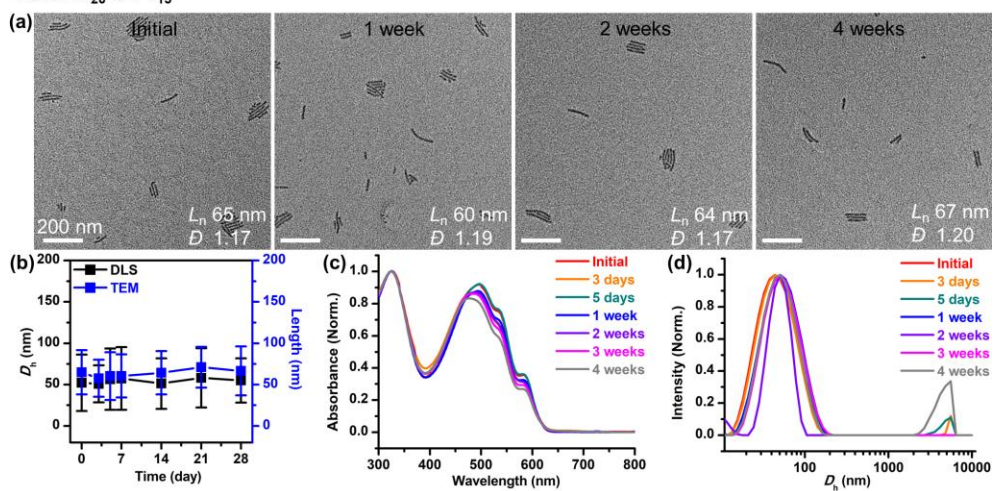 (a)
Initial
1 week
2 weeks
4 weeks
200 nm
Ln 65 nm
Đ 1.17
Ln 60 nm
Đ 1.19
Ln 64 nm
Đ 1.17
Ln 67 nm
Đ 1.20
(b)
200
150
100
50
0
Dh (nm)
DLS
TEM
200
150
100
50
0
Length (nm)
0 7 14 21 28
Time (day)
(c)
1.0
0.8
0.6
0.4
0.2
0.0
Absorbance (Norm.)
Initial
3 days
5 days
1 week
2 weeks
3 weeks
4 weeks
300 400 500 600 700 800
Wavelength (nm)
(d)
1.0
0.8
0.6
0.4
0.2
0.0
Intensity (Norm.)
Initial
3 days
5 days
1 week
2 weeks
3 weeks
4 weeks
100 1000 10000
Dh (nm)